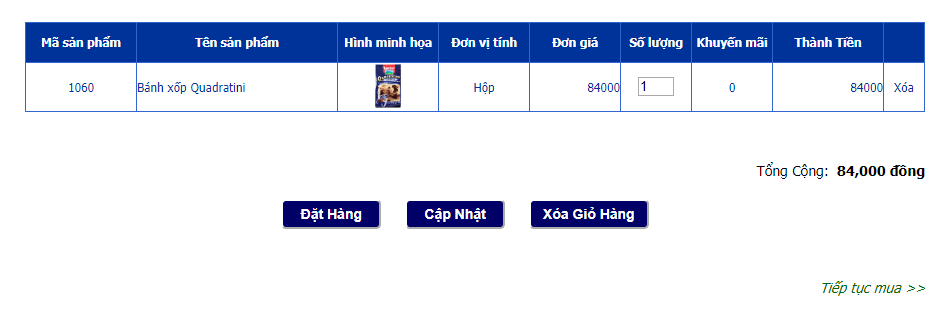 Mã sản phẩm Tên sản phẩm Hình minh họa Đơn vị tính Đơn giá Số lượng Khuyến mãi Thành Tiền
1060 Bánh xốp Quadratini Hộp 84000 1 0 84000 Xóa
Tổng Cộng: 84,000 đồng
Đặt Hàng Cập Nhật Xóa Giỏ Hàng
Tiếp tục mua >>